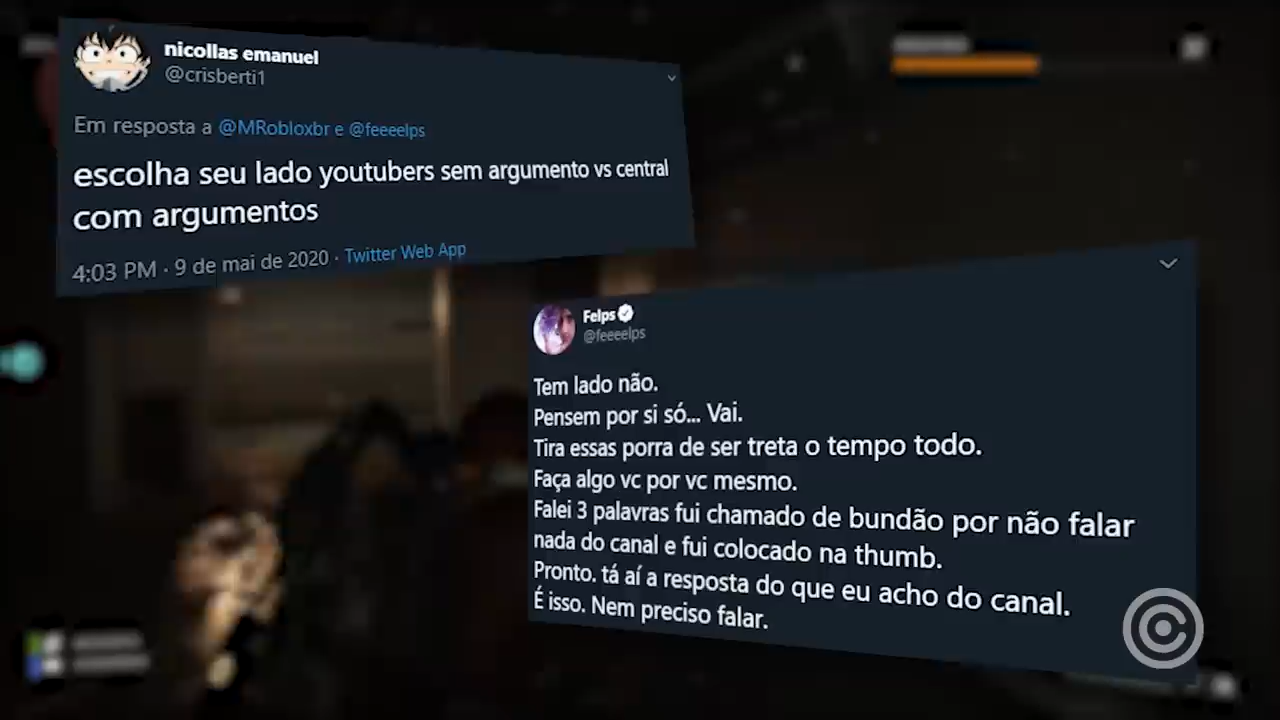 nicollas emanuel
@crisberti1
Em resposta a @MRobloxbr e @feeeelps
escolha seu lado youtubers sem argumento vs central
com argumentos
4:03 PM · 9 de mai de 2020 · Twitter Web App
Felps
@feeeelps
Tem lado não.
Pensem por si só... Vai.
Tira essas porra de ser treta o tempo todo.
Faça algo vc por vc mesmo.
Falei 3 palavras fui chamado de bundão por não falar
nada do canal e fui colocado na thumb.
Pronto. tá aí a resposta do que eu acho do canal.
É isso. Nem preciso falar.